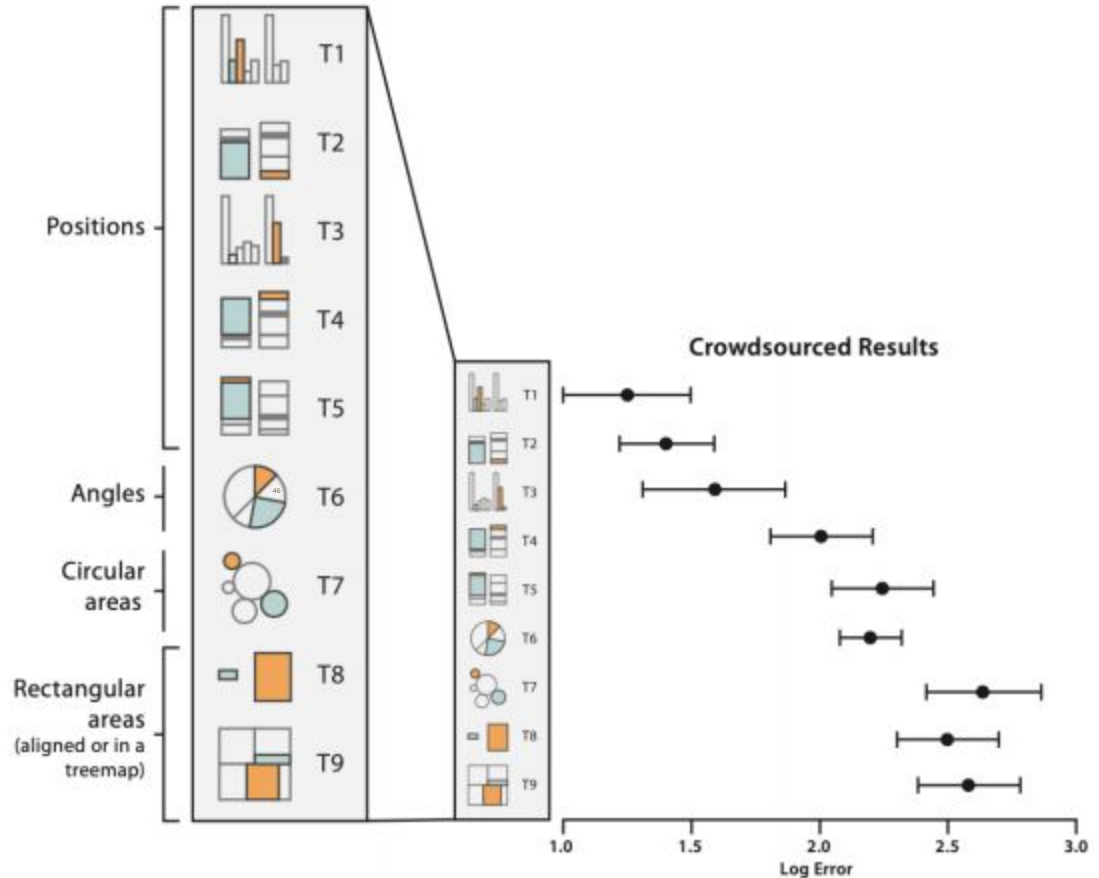 T1
T2
Positions
T3
T4
T5
Angles
T6
46
Circular
areas
T7
Rectangular
areas
(aligned or in a
treemap)
T8
T9
Crowdsourced Results
T1
T2
T3
T4
T5
T6
T7
T8
T9
1.0 1.5 2.0 2.5 3.0
Log Error